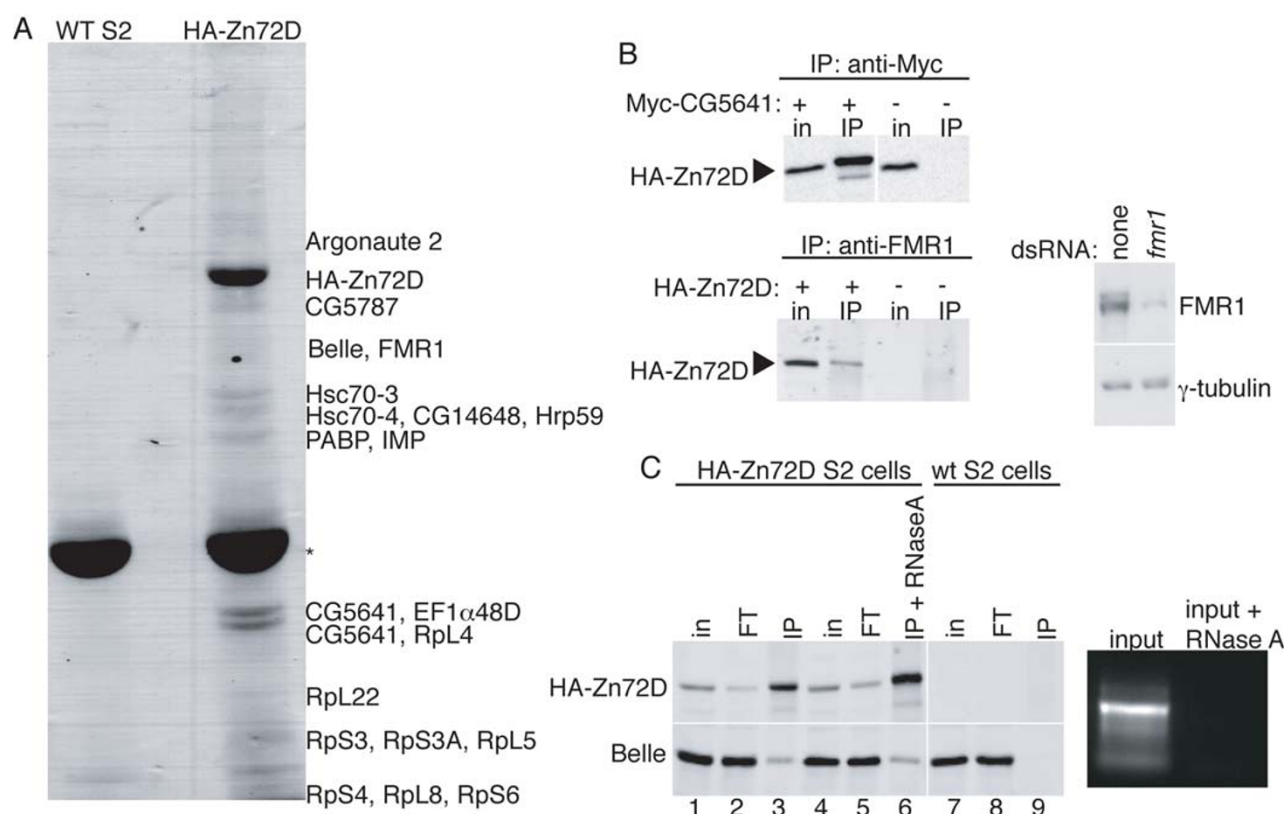 A
WT S2 HA-Zn72D
Argonaute 2
HA-Zn72D
CG5787
Belle, FMR1
Hsc70-3
Hsc70-4, CG14648, Hrp59
PABP, IMP
*
CG5641, EF1α48D
CG5641, RpL4
RpL22
RpS3, RpS3A, RpL5
RpS4, RpL8, RpS6
B
IP: anti-Myc
Myc-CG5641: + + - -
in IP in IP
HA-Zn72D
IP: anti-FMR1
HA-Zn72D: + + - -
in IP in IP
HA-Zn72D
dsRNA: none fmr1
FMR1
γ-tubulin
C
HA-Zn72D S2 cells wt S2 cells
in FT IP in FT IP + RNaseA in FT IP
HA-Zn72D
Belle
1 2 3 4 5 6 7 8 9
input input +
RNase A